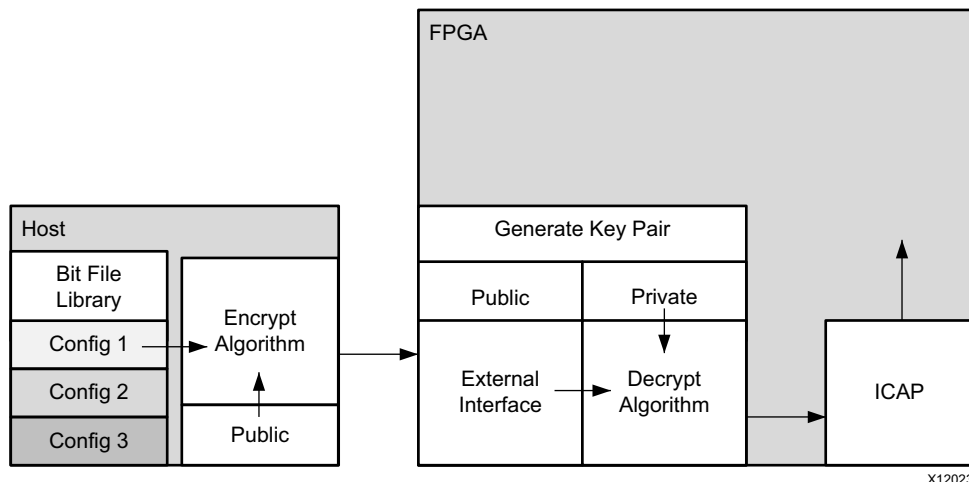 FPGA
Host
Bit File
Library
Config 1
Config 2
Config 3
Encrypt
Algorithm
Public
Generate Key Pair
Public
Private
External
Interface
Decrypt
Algorithm
ICAP
X12023